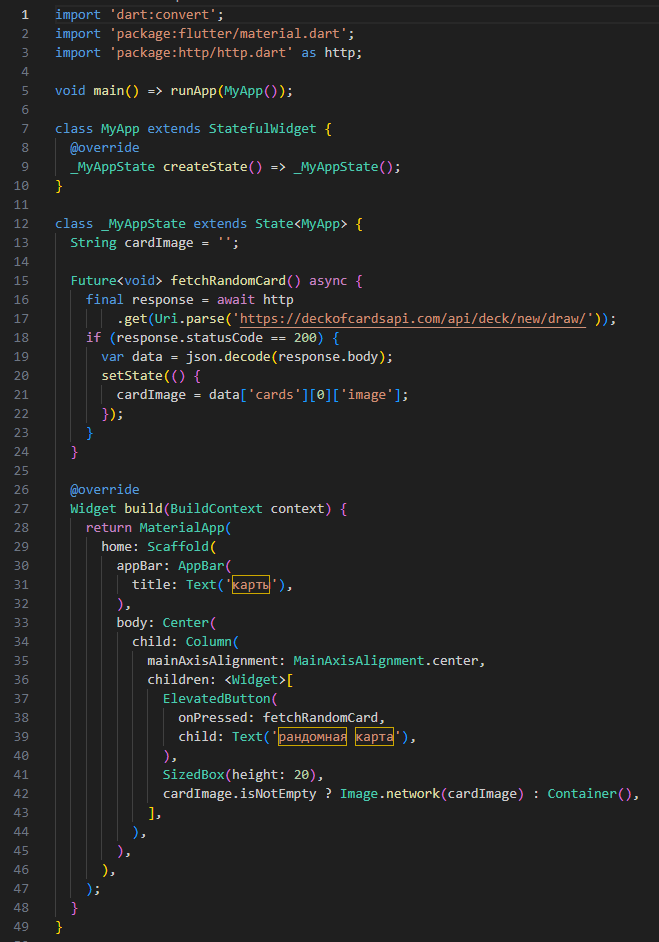 1 import 'dart:convert';
2 import 'package:flutter/material.dart';
3 import 'package:http/http.dart' as http;
4
5 void main() => runApp(MyApp());
6
7 class MyApp extends StatefulWidget {
8   @override
9   _MyAppState createState() => _MyAppState();
10 }
11
12 class _MyAppState extends State<MyApp> {
13   String cardImage = '';
14
15   Future<void> fetchRandomCard() async {
16     final response = await http
17         .get(Uri.parse('https://deckofcardsapi.com/api/deck/new/draw/'));
18     if (response.statusCode == 200) {
19       var data = json.decode(response.body);
20       setState(() {
21         cardImage = data['cards'][0]['image'];
22       });
23     }
24   }
25
26   @override
27   Widget build(BuildContext context) {
28     return MaterialApp(
29       home: Scaffold(
30         appBar: AppBar(
31           title: Text('карты'),
32         ),
33         body: Center(
34           child: Column(
35             mainAxisAlignment: MainAxisAlignment.center,
36             children: <Widget>[
37               ElevatedButton(
38                 onPressed: fetchRandomCard,
39                 child: Text('рандомная карта'),
40               ),
41               SizedBox(height: 20),
42               cardImage.isNotEmpty ? Image.network(cardImage) : Container(),
43             ],
44           ),
45         ),
46       ),
47     );
48   }
49 }